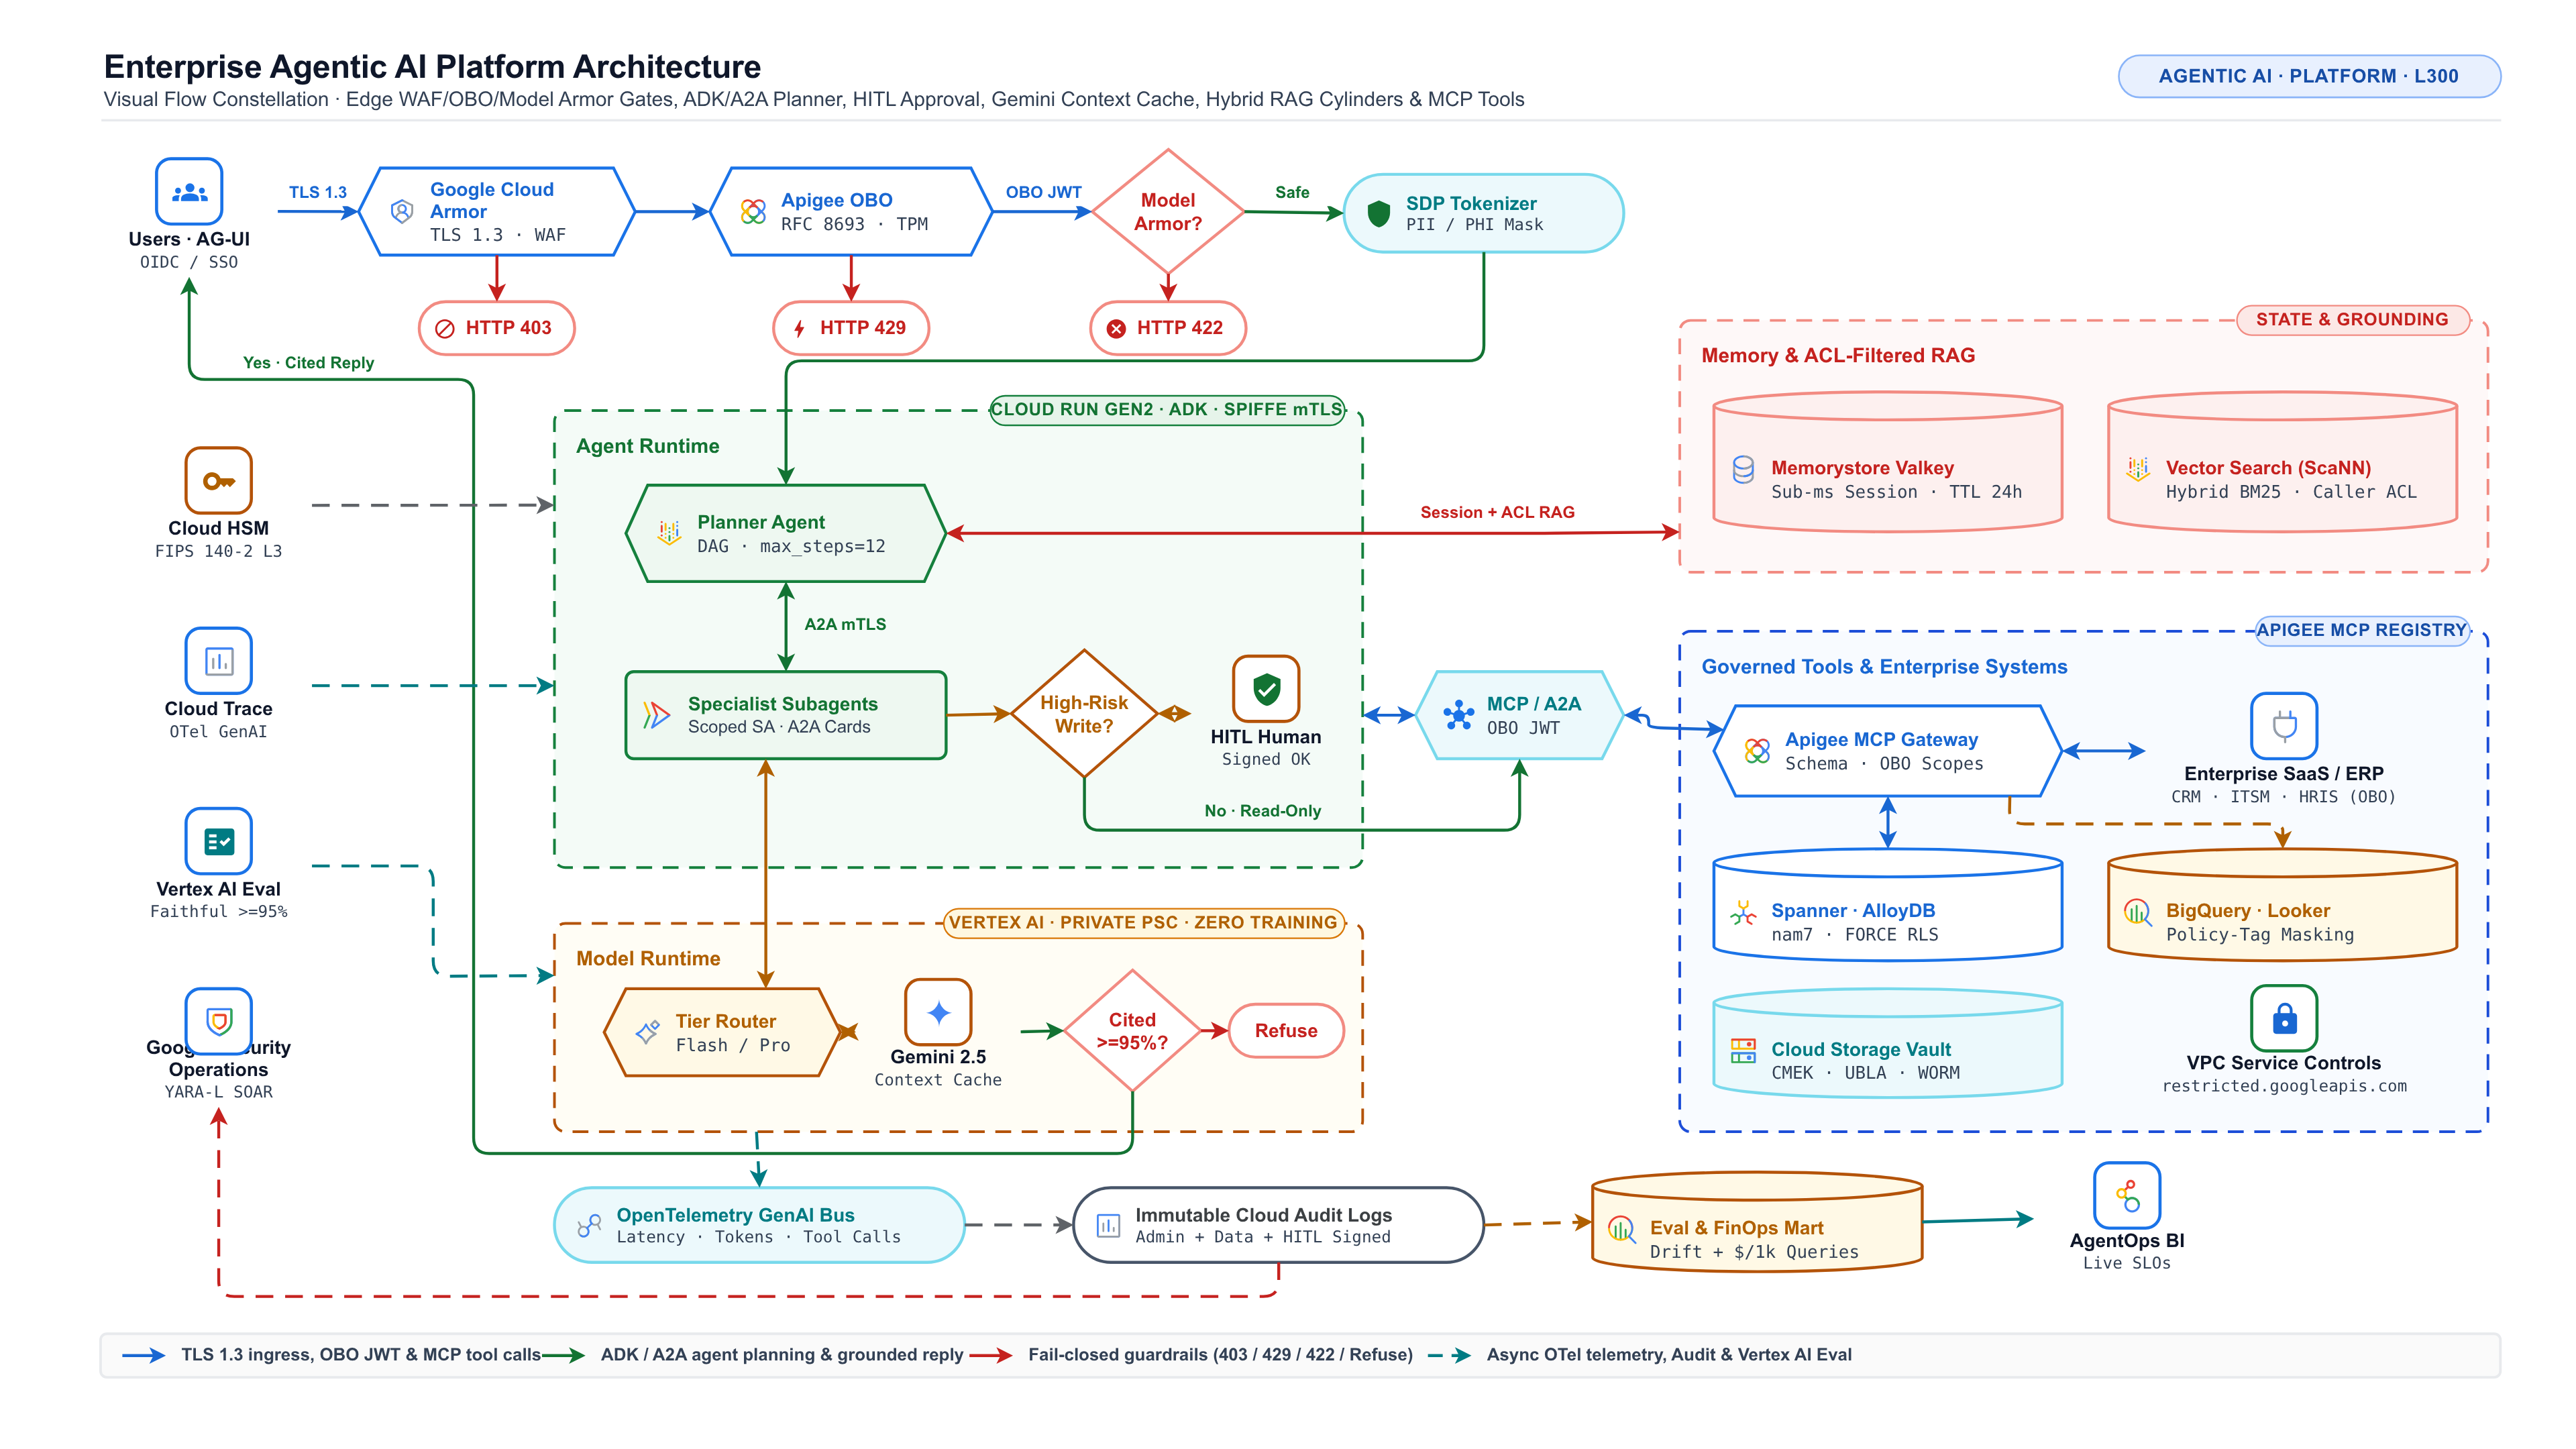 Enterprise Agentic AI Platform Architecture
Visual Flow Constellation · Edge WAF/OBO/Model Armor Gates, ADK/A2A Planner, HITL Approval, Gemini Context Cache, Hybrid RAG Cylinders & MCP Tools
AGENTIC AI · PLATFORM · L300
Users · AG-UI
OIDC / SSO
TLS 1.3
Google Cloud
Armor
TLS 1.3 · WAF
Apigee OBO
RFC 8693 · TPM
OBO JWT
Model
Armor?
Safe
SDP Tokenizer
PII / PHI Mask
HTTP 403
HTTP 429
HTTP 422
Yes · Cited Reply
STATE & GROUNDING
Memory & ACL-Filtered RAG
Memorystore Valkey
Sub-ms Session · TTL 24h
Vector Search (ScaNN)
Hybrid BM25 · Caller ACL
CLOUD RUN GEN2 · ADK · SPIFFE mTLS
Agent Runtime
Planner Agent
DAG · max_steps=12
Session + ACL RAG
A2A mTLS
Specialist Subagents
Scoped SA · A2A Cards
High-Risk
Write?
HITL Human
Signed OK
No · Read-Only
MCP / A2A
OBO JWT
Cloud HSM
FIPS 140-2 L3
Cloud Trace
OTel GenAI
Vertex AI Eval
Faithful >=95%
Operations
YARA-L SOAR
APIGEE MCP REGISTRY
Governed Tools & Enterprise Systems
Apigee MCP Gateway
Schema · OBO Scopes
Enterprise SaaS / ERP
CRM · ITSM · HRIS (OBO)
Spanner · AlloyDB
nam7 · FORCE RLS
BigQuery · Looker
Policy-Tag Masking
Cloud Storage Vault
CMEK · UBLA · WORM
VPC Service Controls
restricted.googleapis.com
VERTEX AI · PRIVATE PSC · ZERO TRAINING
Model Runtime
Tier Router
Flash / Pro
Gemini 2.5
Context Cache
Cited
>=95%?
Refuse
OpenTelemetry GenAI Bus
Latency · Tokens · Tool Calls
Immutable Cloud Audit Logs
Admin + Data + HITL Signed
Eval & FinOps Mart
Drift + $/1k Queries
AgentOps BI
Live SLOs
TLS 1.3 ingress, OBO JWT & MCP tool calls
ADK / A2A agent planning & grounded reply
Fail-closed guardrails (403 / 429 / 422 / Refuse)
Async OTel telemetry, Audit & Vertex AI Eval